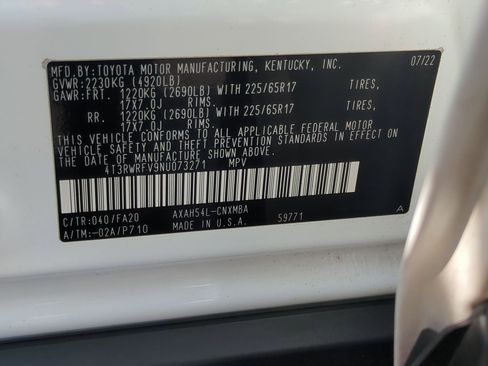 MFD.BY:TOYOTA MOTOR MANUFACTURING, KENTUCKY, INC. 07/22
GVWR:2230KG (4920LB)
GAWR:FRT. 1220KG (2690LB) WITH 225/65R17 TIRES,
17X7.0J RIMS.
RR. 1220KG (2690LB) WITH 225/65R17 TIRES,
17X7.0J RIMS.
THIS VEHICLE CONFORMS TO ALL APPLICABLE FEDERAL MOTOR
VEHICLE SAFETY AND THEFT PREVENTION STANDARDS IN EFFECT
ON THE DATE OF MANUFACTURE SHOWN ABOVE.
4T3RWRFV9NU073271 MPV
C/TR:040/FA20 AXAH54L-CNXMBA 59771 A
A/TM:-02A/P710 MADE IN U.S.A.